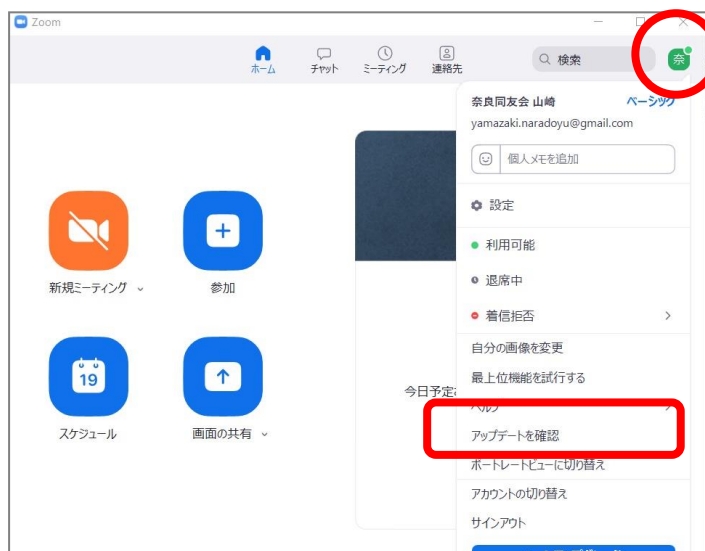 Zoom
ホーム
チャット
ミーティング
連絡先
検索
奈
奈良同友会 山崎
ベーシック
yamazaki.naradoyu@gmail.com
個人メモを追加
設定
利用可能
退席中
着信拒否
自分の画像を変更
最上位機能を試行する
ヘルプ
アップデートを確認
ポートレートビューに切り替え
アカウントの切り替え
サインアウト
新規ミーティング
参加
19
スケジュール
画面の共有
今日予定